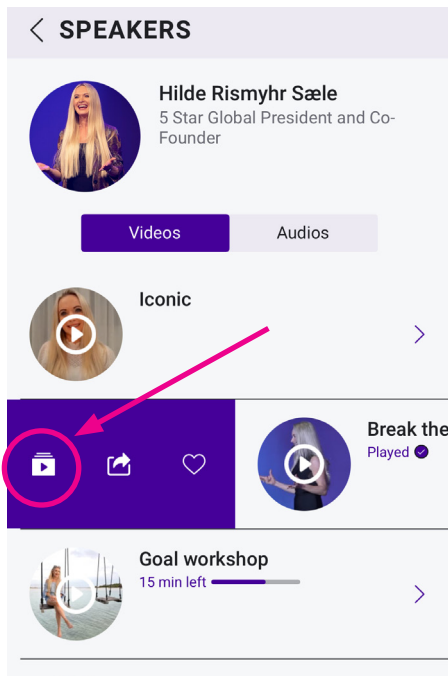 SPEAKERS
Hilde Rismyhr Sæle
5 Star Global President and Co-
Founder
Videos
Audios
Iconic
Break the
Played
Goal workshop
15 min left